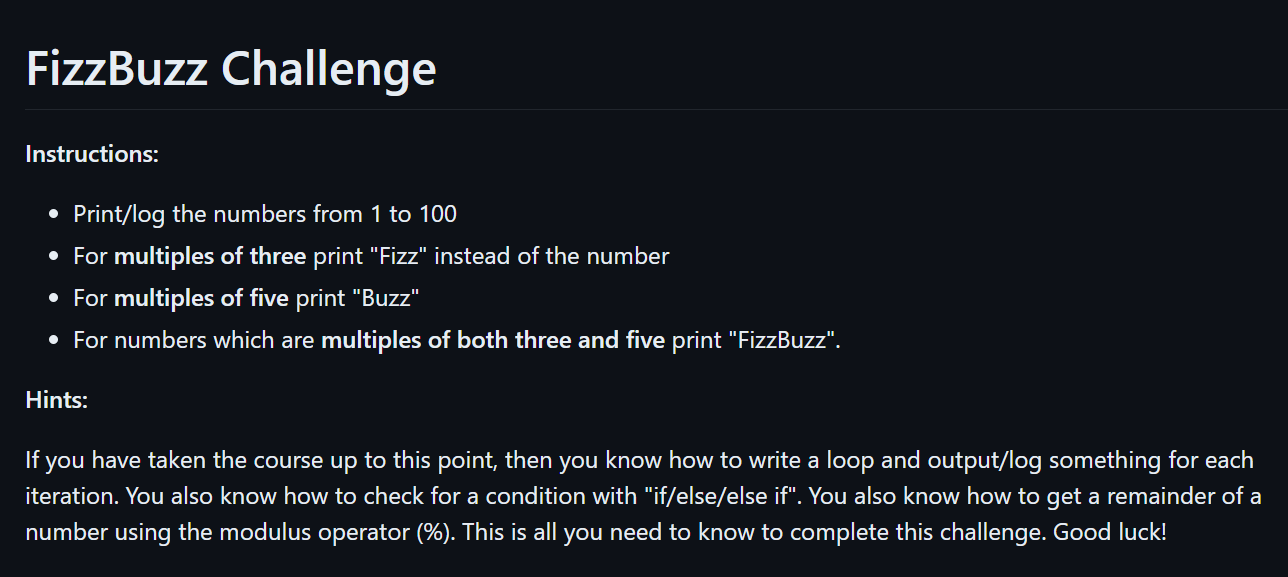 FizzBuzz Challenge
Instructions:
Print/log the numbers from 1 to 100
For multiples of three print "Fizz" instead of the number
For multiples of five print "Buzz"
For numbers which are multiples of both three and five print "FizzBuzz".
Hints:
If you have taken the course up to this point, then you know how to write a loop and output/log something for each
iteration. You also know how to check for a condition with "if/else/else if". You also know how to get a remainder of a
number using the modulus operator (%). This is all you need to know to complete this challenge. Good luck!